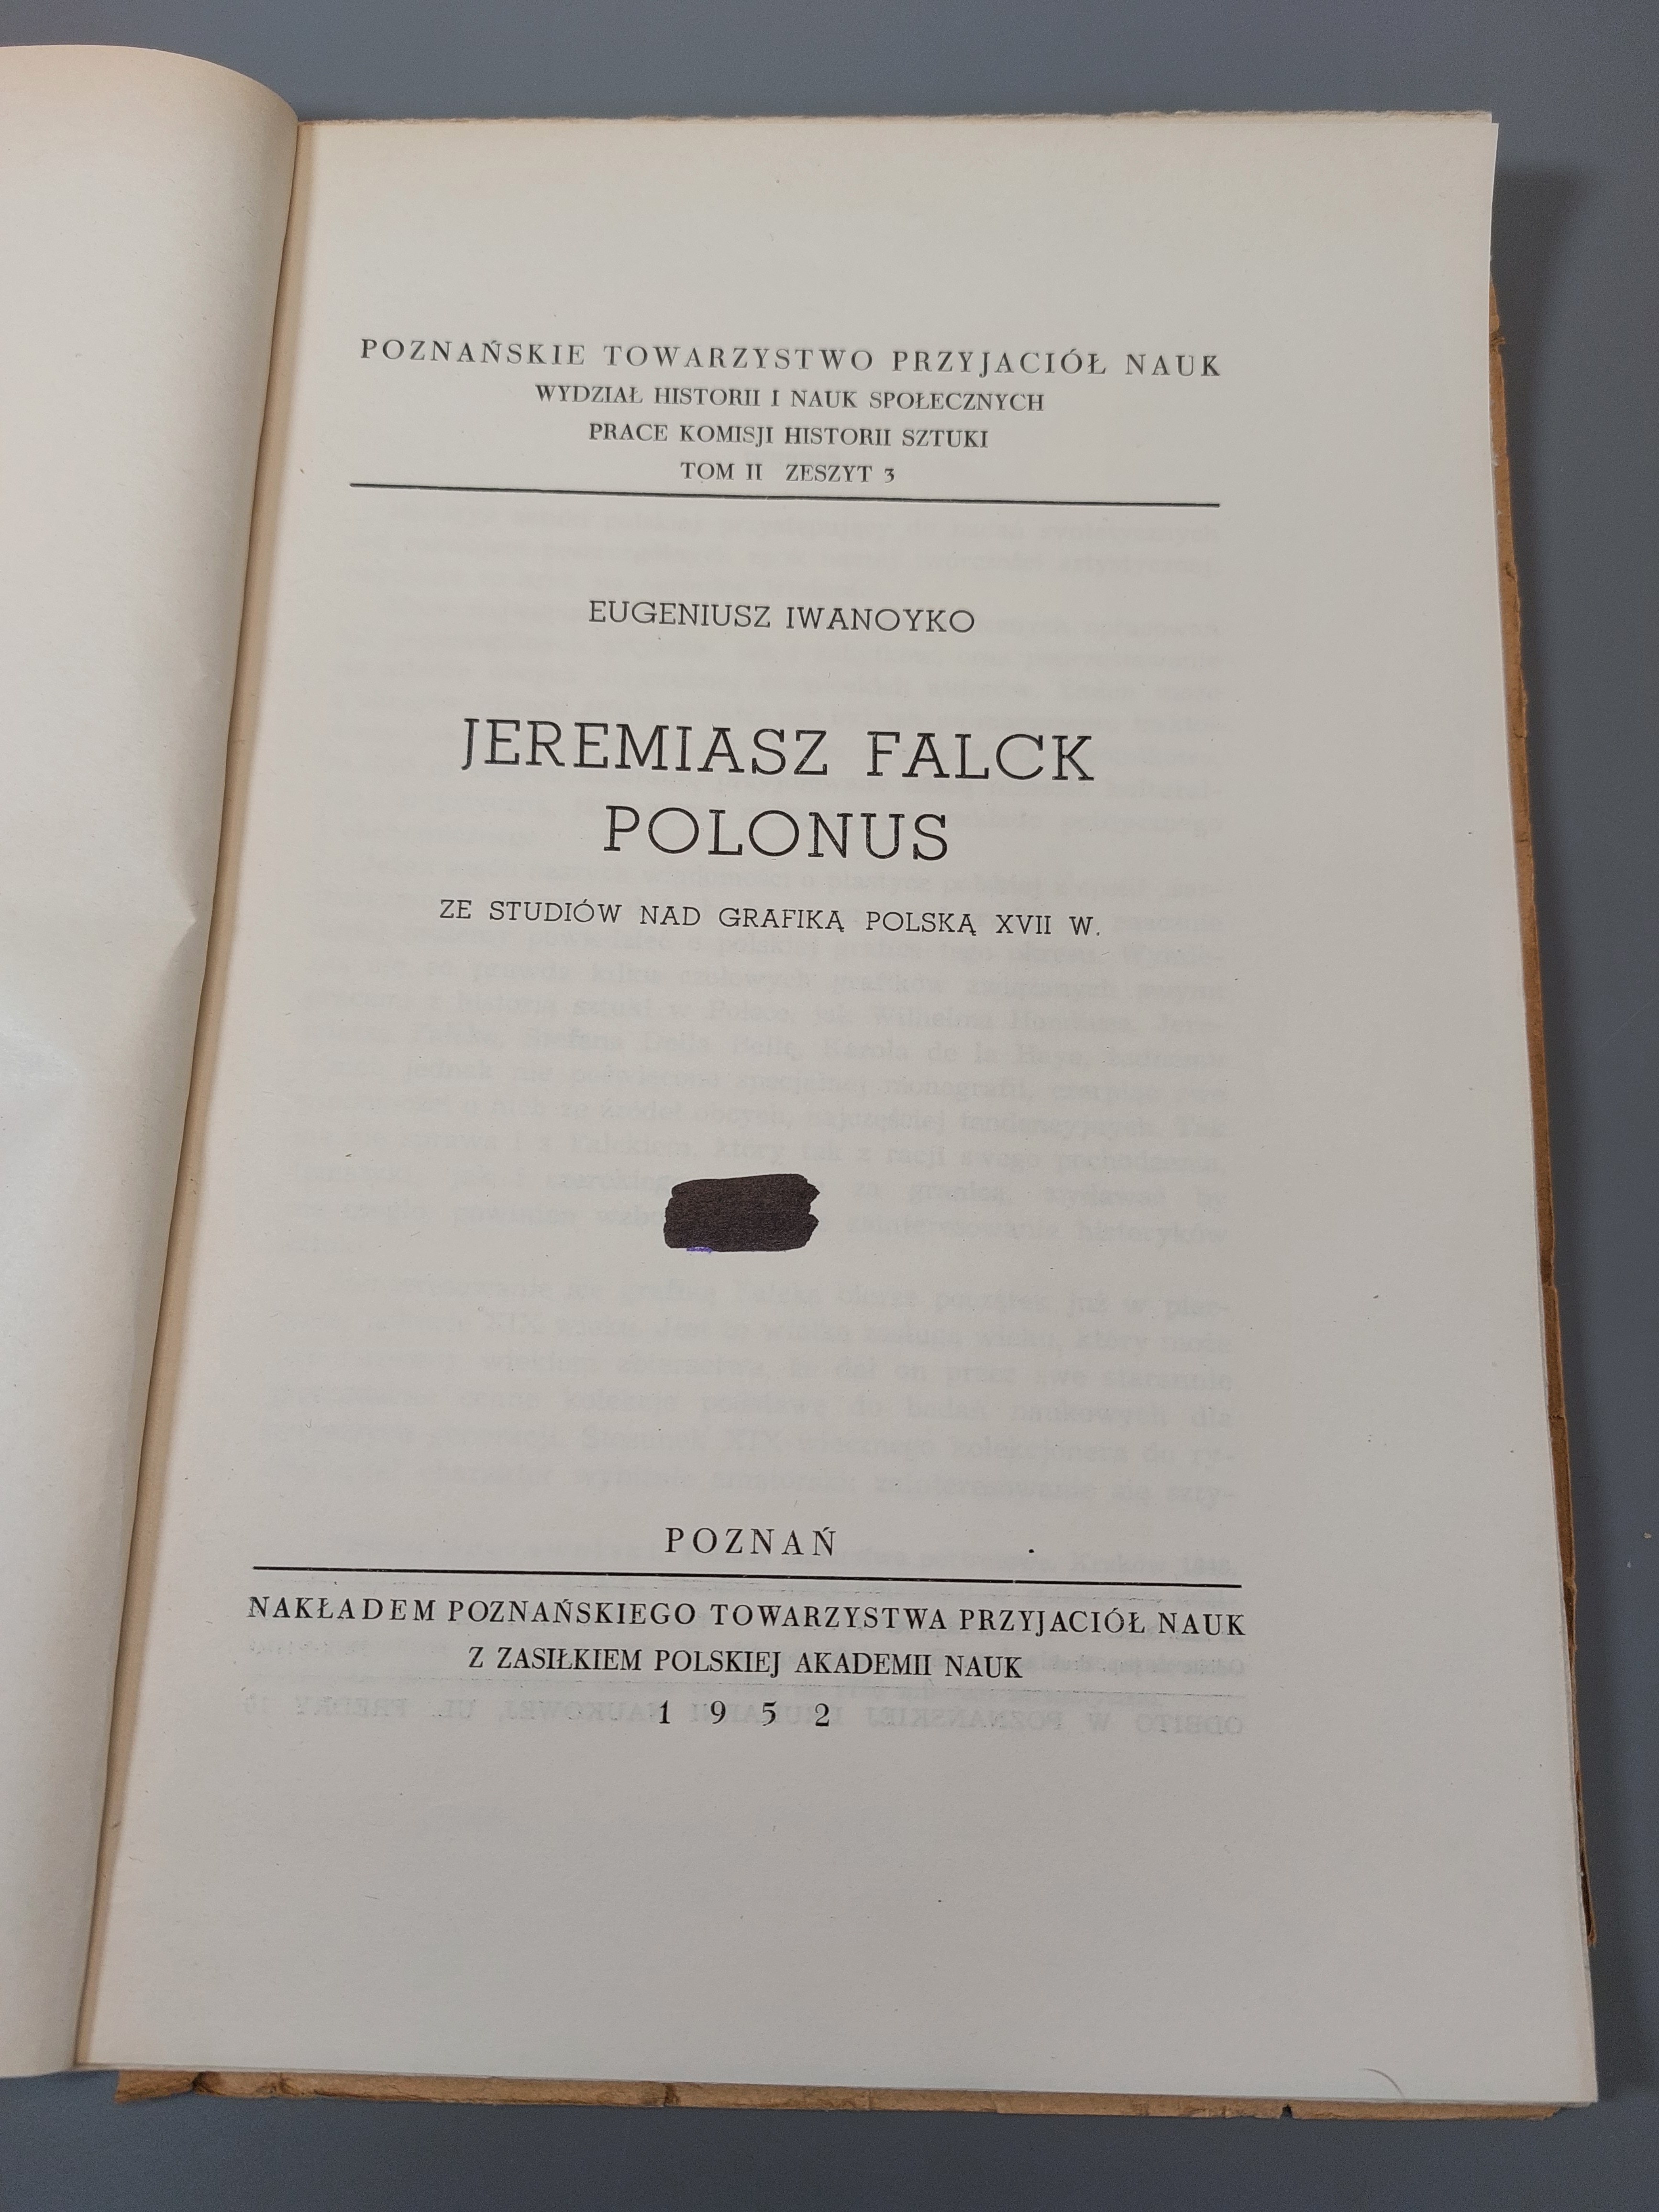 POZNAŃSKIE TOWARZYSTWO PRZYJACIÓŁ NAUK
WYDZIAŁ HISTORII I NAUK SPOŁECZNYCH
PRACE KOMISJI HISTORII SZTUKI
TOM II ZESZYT 3
EUGENIUSZ IWANOYKO
JEREMIASZ FALCK
POLONUS
ZE STUDIÓW NAD GRAFIKĄ POLSKĄ XVII W.
POZNAŃ
NAKŁADEM POZNAŃSKIEGO TOWARZYSTWA PRZYJACIÓŁ NAUK
Z ZASIŁKIEM POLSKIEJ AKADEMII NAUK
1952